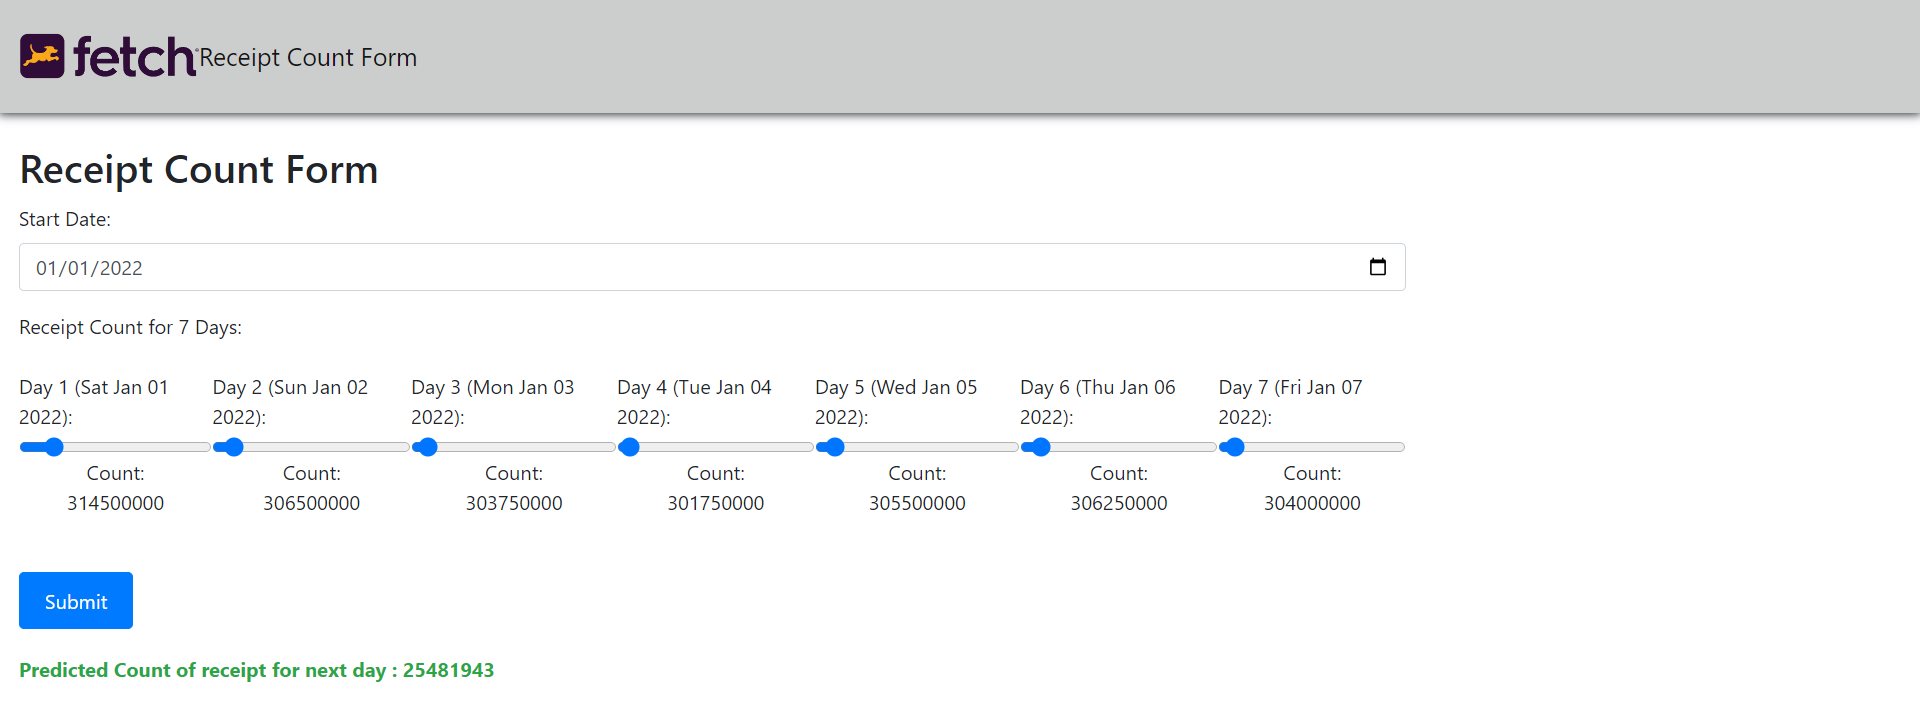 fetch Receipt Count Form
Receipt Count Form
Start Date:
01/01/2022
Receipt Count for 7 Days:
Day 1 (Sat Jan 01
2022):
Count:
314500000
Day 2 (Sun Jan 02
2022):
Count:
306500000
Day 3 (Mon Jan 03
2022):
Count:
303750000
Day 4 (Tue Jan 04
2022):
Count:
301750000
Day 5 (Wed Jan 05
2022):
Count:
305500000
Day 6 (Thu Jan 06
2022):
Count:
306250000
Day 7 (Fri Jan 07
2022):
Count:
304000000
Submit
Predicted Count of receipt for next day : 25481943